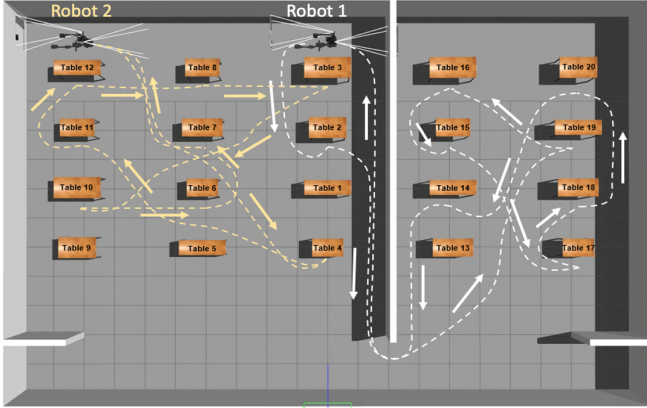 Robot 2
Robot 1
Table 12
Table 8
Table 3
Table 16
Table 20
Table 11
Table 7
Table 2
Table 15
Table 19
Table 10
Table 6
Table 1
Table 14
Table 18
Table 9
Table 5
Table 4
Table 13
Table 17